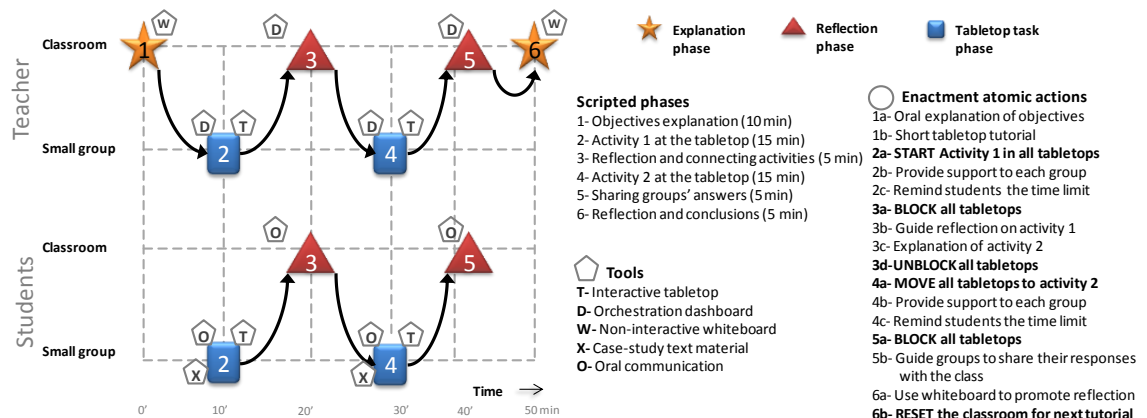 W
D
D
W
Explanation phase
Reflection phase
Tabletop task phase
Classroom
1
3
5
6
Teacher
D
T
D
T
Small group
2
4
Scripted phases
1- Objectives explanation (10 min)
2- Activity 1 at the tabletop (15 min)
3- Reflection and connecting activities (5 min)
4- Activity 2 at the tabletop (15 min)
5- Sharing groups' answers (5 min)
6- Reflection and conclusions (5 min)
Enactment atomic actions
1a- Oral explanation of objectives
1b- Short tabletop tutorial
2a- START Activity 1 in all tabletops
2b- Provide support to each group
2c- Remind students the time limit
3a- BLOCK all tabletops
3b- Guide reflection on activity 1
3c- Explanation of activity 2
3d-UNBLOCK all tabletops
4a- MOVE all tabletops to activity 2
4b- Provide support to each group
4c- Remind students the time limit
5a- BLOCK all tabletops
5b- Guide groups to share their responses
with the class
6a- Use whiteboard to promote reflection
6b- RESET the classroom for next tutorial
O
O
Classroom
3
5
Students
O
T
O
T
Small group
2
4
X
X
Tools
T- Interactive tabletop
D- Orchestration dashboard
W- Non-interactive whiteboard
X- Case-study text material
O- Oral communication
Time
0'
10'
20'
30'
40'
50 min